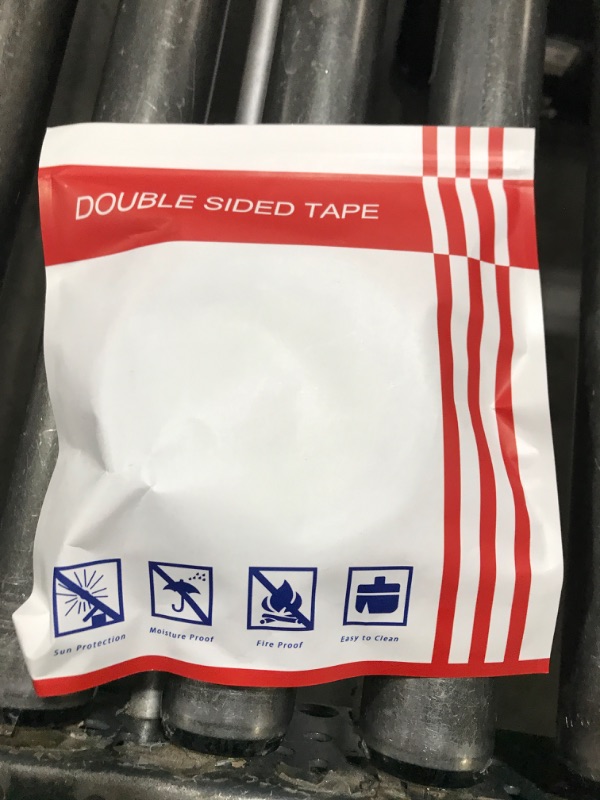 DOUBLE SIDED TAPE
Sun Protection
Moisture Proof
Fire Proof
Easy to Clean